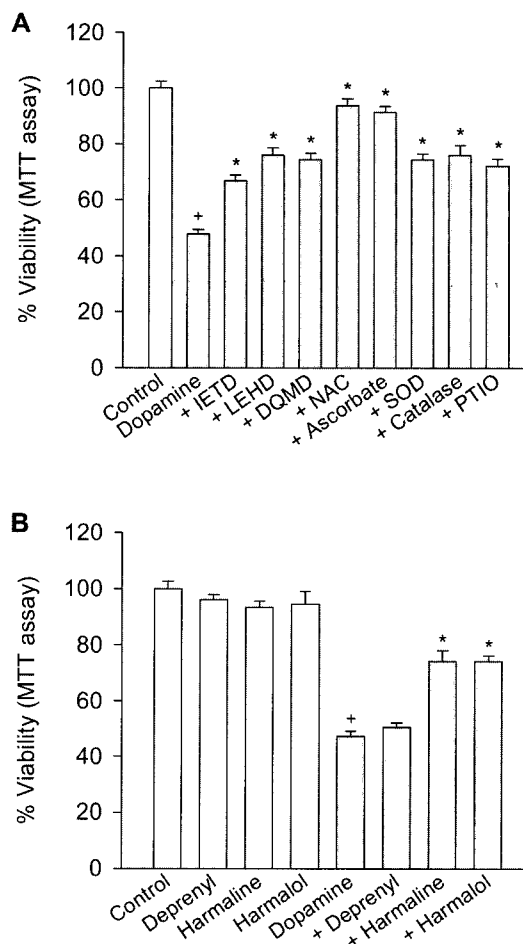 A
% Viability (MTT assay)
120
100
80
60
40
20
0
+
*
*
*
*
*
*
*
*
Control
Dopamine
+ IETD
+ LEHD
+ DQMD
+ NAC
+ Ascorbate
+ SOD
+ Catalase
+ PTIO
B
% Viability (MTT assay)
120
100
80
60
40
20
0
+
*
*
Control
Deprenyl
Harmaline
Harmalol
Dopamine
+ Deprenyl
+ Harmaline
+ Harmalol